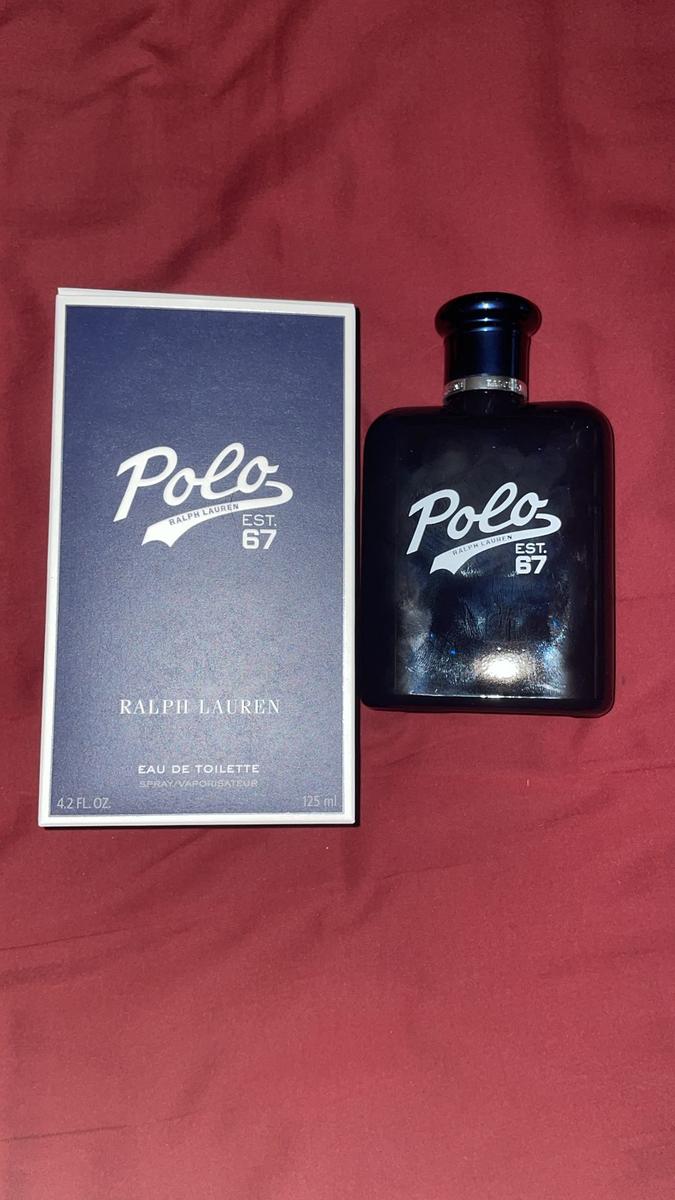 Polo
RALPH LAUREN
EST.
67
RALPH LAUREN
EAU DE TOILETTE
SPRAY/VAPORISATEUR
4.2 FL. OZ.
125 ml
Polo
RALPH LAUREN
EST.
67